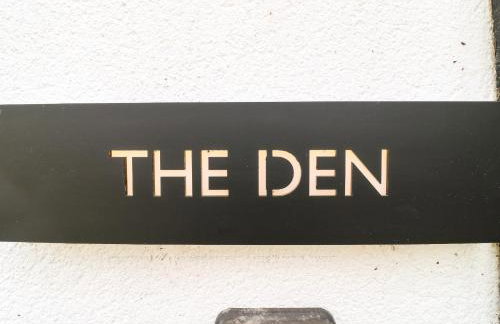 THE DEN